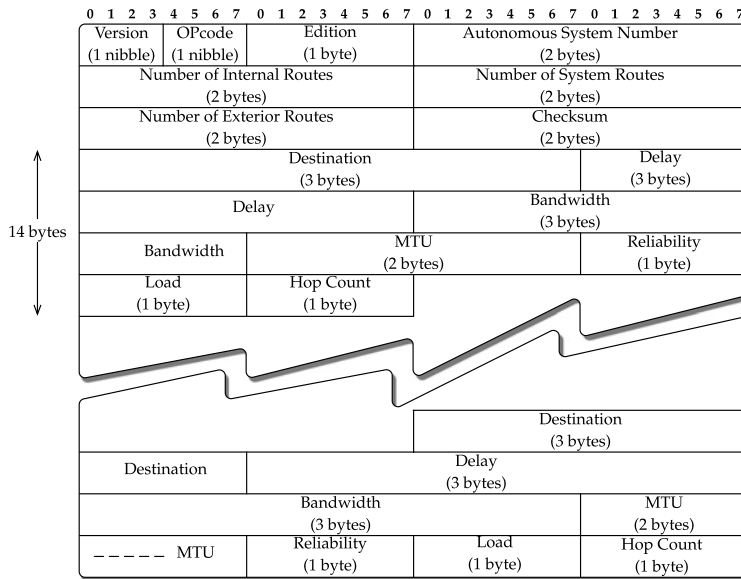 0 1 2 3 4 5 6 7 0 1 2 3 4 5 6 7 0 1 2 3 4 5 6 7 0 1 2 3 4 5 6 7
Version OPcode Edition Autonomous System Number
(1 nibble) (1 nibble) (1 byte) (2 bytes)
Number of Internal Routes Number of System Routes
(2 bytes) (2 bytes)
Number of Exterior Routes Checksum
(2 bytes) (2 bytes)
Destination Delay
(3 bytes) (3 bytes)
Delay Bandwidth
(3 bytes)
14 bytes
Bandwidth MTU Reliability
(2 bytes) (1 byte)
Load Hop Count
(1 byte) (1 byte)
Destination
(3 bytes)
Destination Delay
(3 bytes)
Bandwidth MTU
(3 bytes) (2 bytes)
MTU Reliability Load Hop Count
(1 byte) (1 byte) (1 byte)